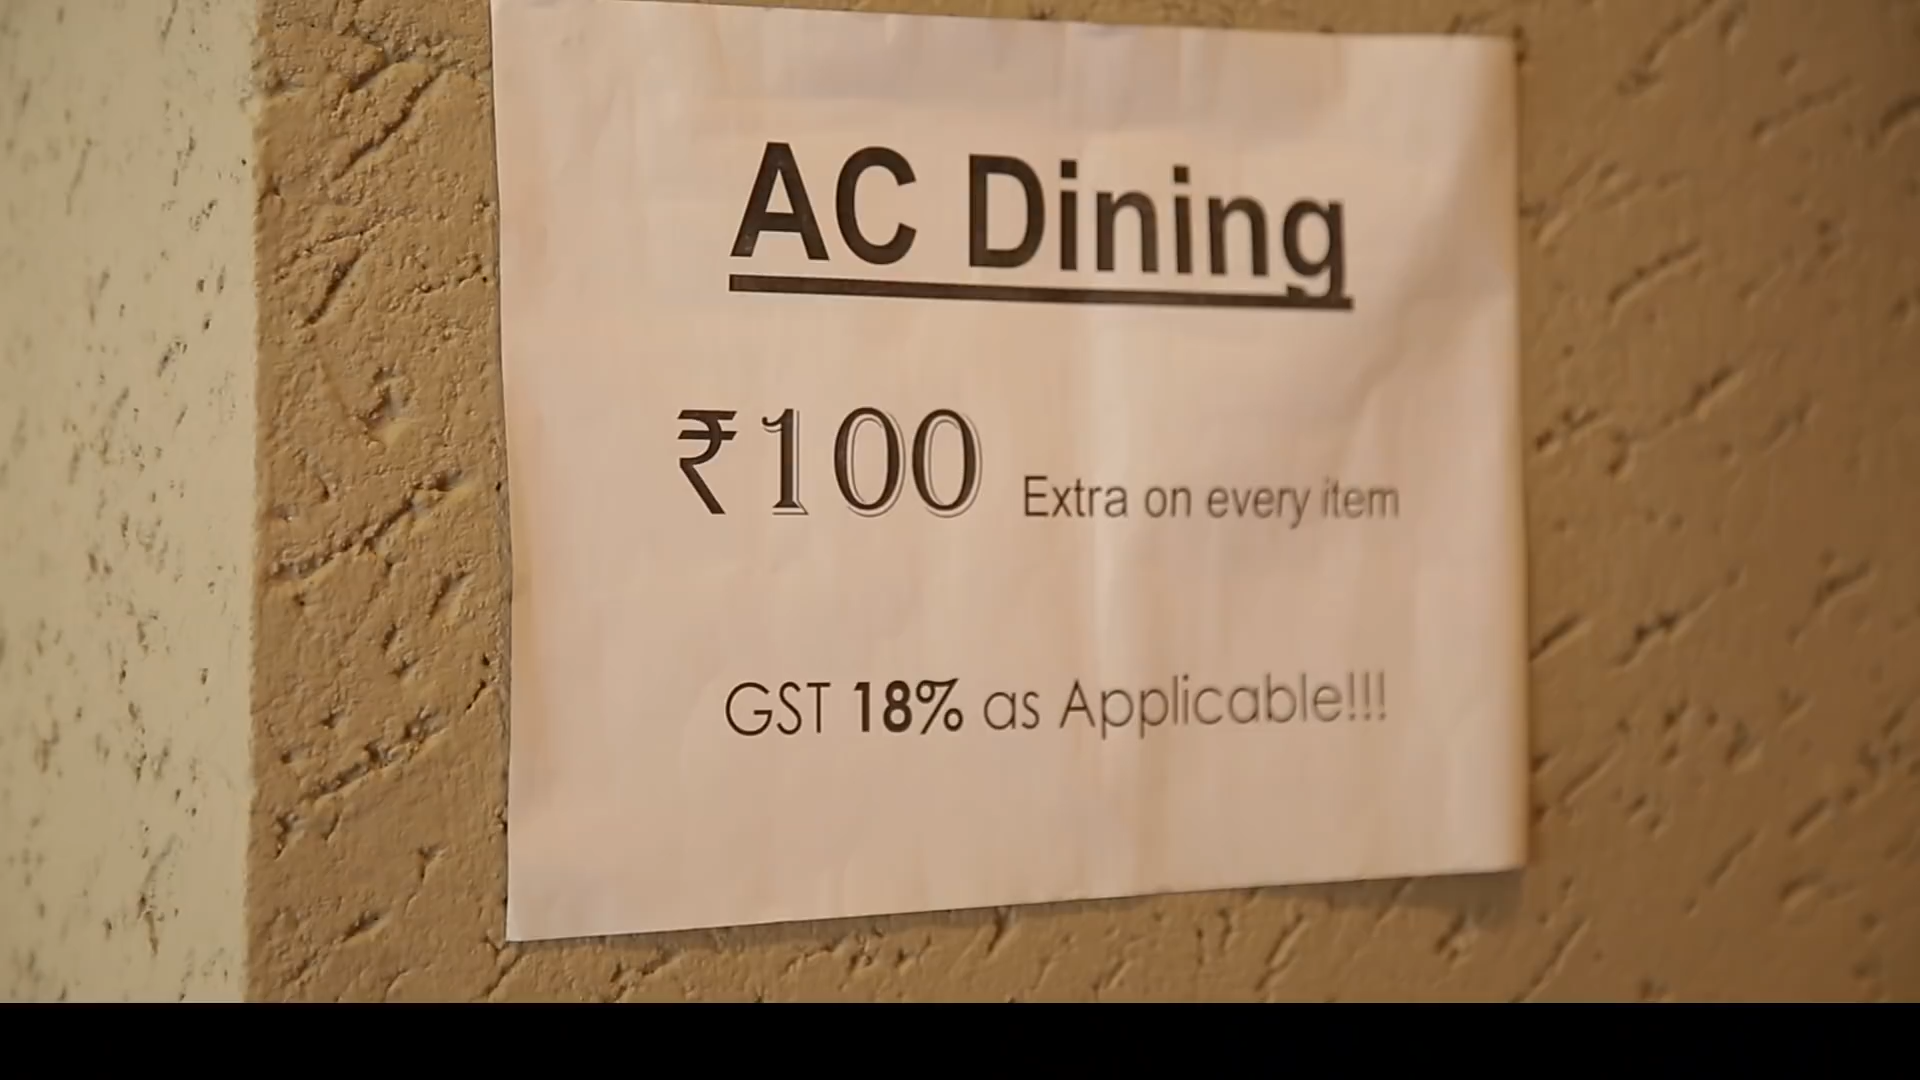 AC Dining
₹100 Extra on every item
GST 18% as Applicable!!!